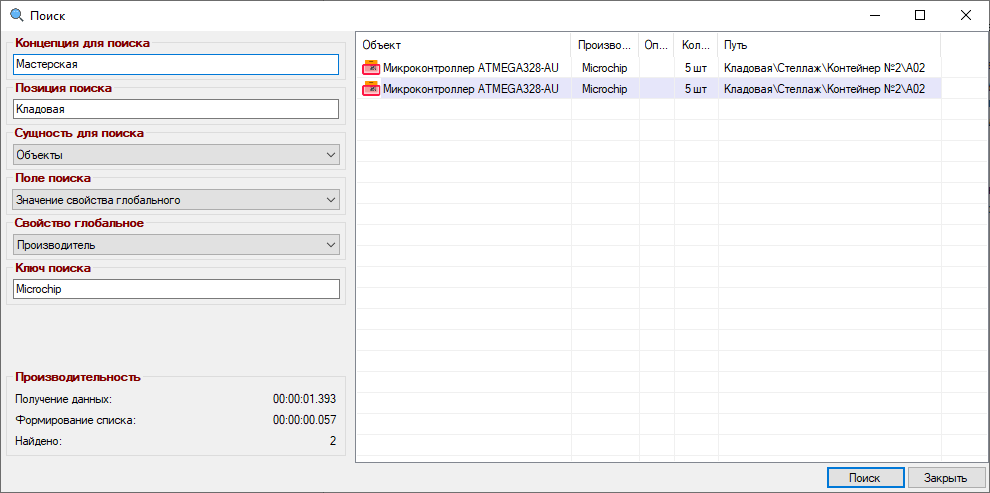 Поиск
Концепция для поиска
Мастерская
Позиция поиска
Кладовая
Сущность для поиска
Объекты
Поле поиска
Значение свойства глобального
Свойство глобальное
Производитель
Ключ поиска
Microchip
Производительность
Получение данных: 00:00:01.393
Формирование списка: 00:00:00.057
Найдено: 2
Объект Произво... Оп... Кол... Путь
Микроконтроллер ATMEGA328-AU Microchip 5 шт Кладовая\Стеллаж\Контейнер №2\A02
Микроконтроллер ATMEGA328-AU Microchip 5 шт Кладовая\Стеллаж\Контейнер №2\A02
Поиск Закрыть